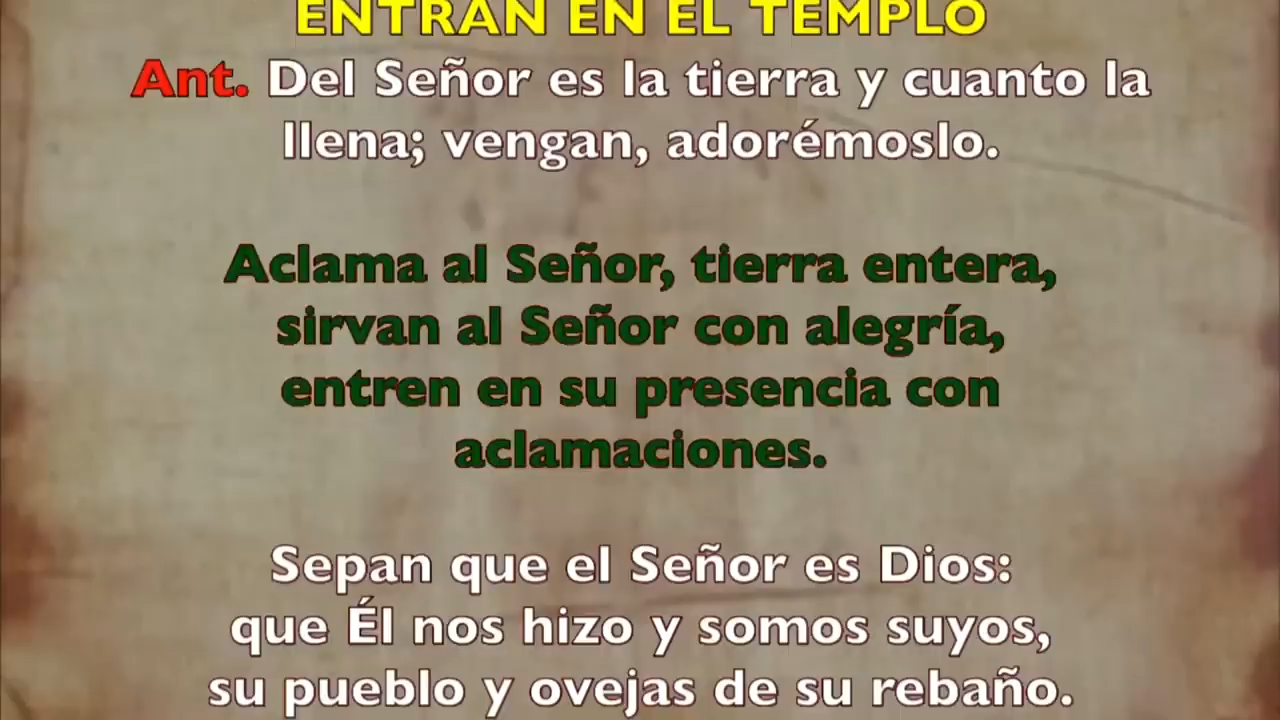 ENTRAN EN EL TEMPLO
Ant. Del Señor es la tierra y cuanto la
llena; vengan, adorémoslo.
Aclama al Señor, tierra entera,
sirvan al Señor con alegría,
entren en su presencia con
aclamaciones.
Sepan que el Señor es Dios:
que Él nos hizo y somos suyos,
su pueblo y ovejas de su rebaño.